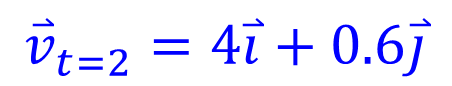 v⃗ₜ₌₂ = 4i⃗ + 0.6j⃗